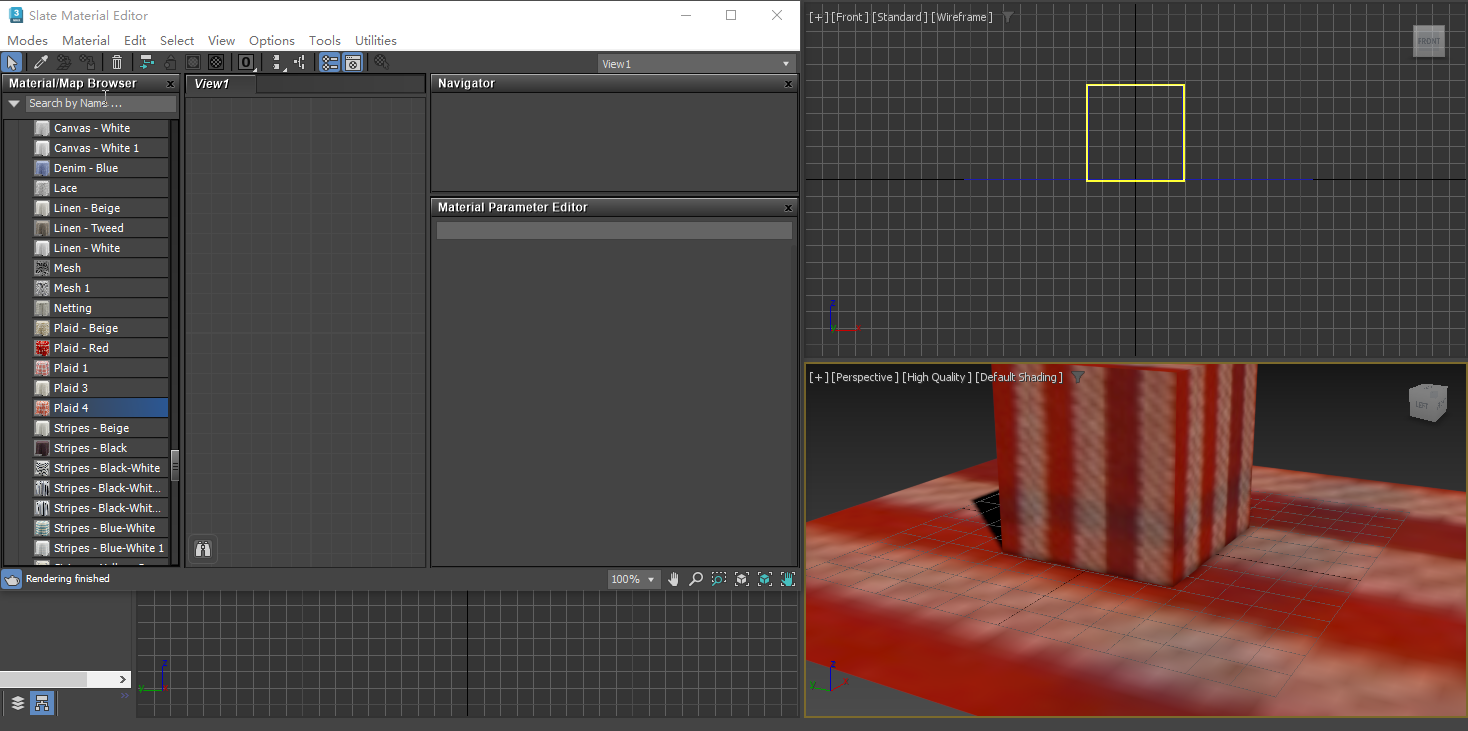 Slate Material Editor
Modes Material Edit Select View Options Tools Utilities
0
View1
Material/Map Browser
Search by Name ...
Canvas - White
Canvas - White 1
Denim - Blue
Lace
Linen - Beige
Linen - Tweed
Linen - White
Mesh
Mesh 1
Netting
Plaid - Beige
Plaid - Red
Plaid 1
Plaid 3
Plaid 4
Stripes - Beige
Stripes - Black
Stripes - Black-White
Stripes - Black-Whit...
Stripes - Black-Whit...
Stripes - Blue-White
Stripes - Blue-White 1
View1
Navigator
Material Parameter Editor
Rendering finished
100%
z
y
[+] [Front ] [Standard ] [Wireframe ]
FRONT
z
y
[+] [Perspective ] [High Quality ] [Default Shading ]
LEFT
z
y